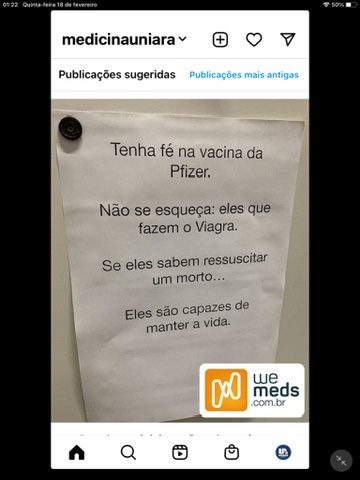 01:22 Quinta-feira 18 de fevereiro
50%
medicinauniara
Publicações sugeridas
Publicações mais antigas
Tenha fé na vacina da
Pfizer.
Não se esqueça: eles que
fazem o Viagra.
Se eles sabem ressuscitar
um morto...
Eles são capazes de
manter a vida.
we
meds
.com.br